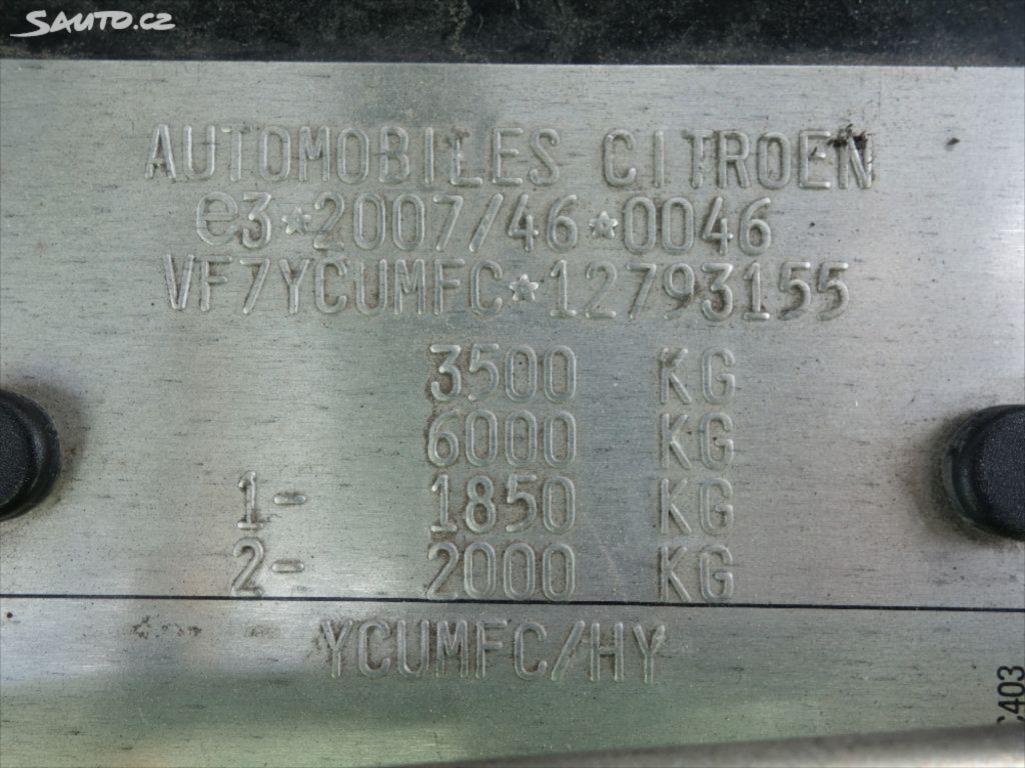 Sauto.cz
AUTOMOBILES CITROEN
e3*2007/46*0046
VF7YCUMFC*12793155
3500 KG
6000 KG
1- 1850 KG
2- 2000 KG
YCUMFC/HY
C403